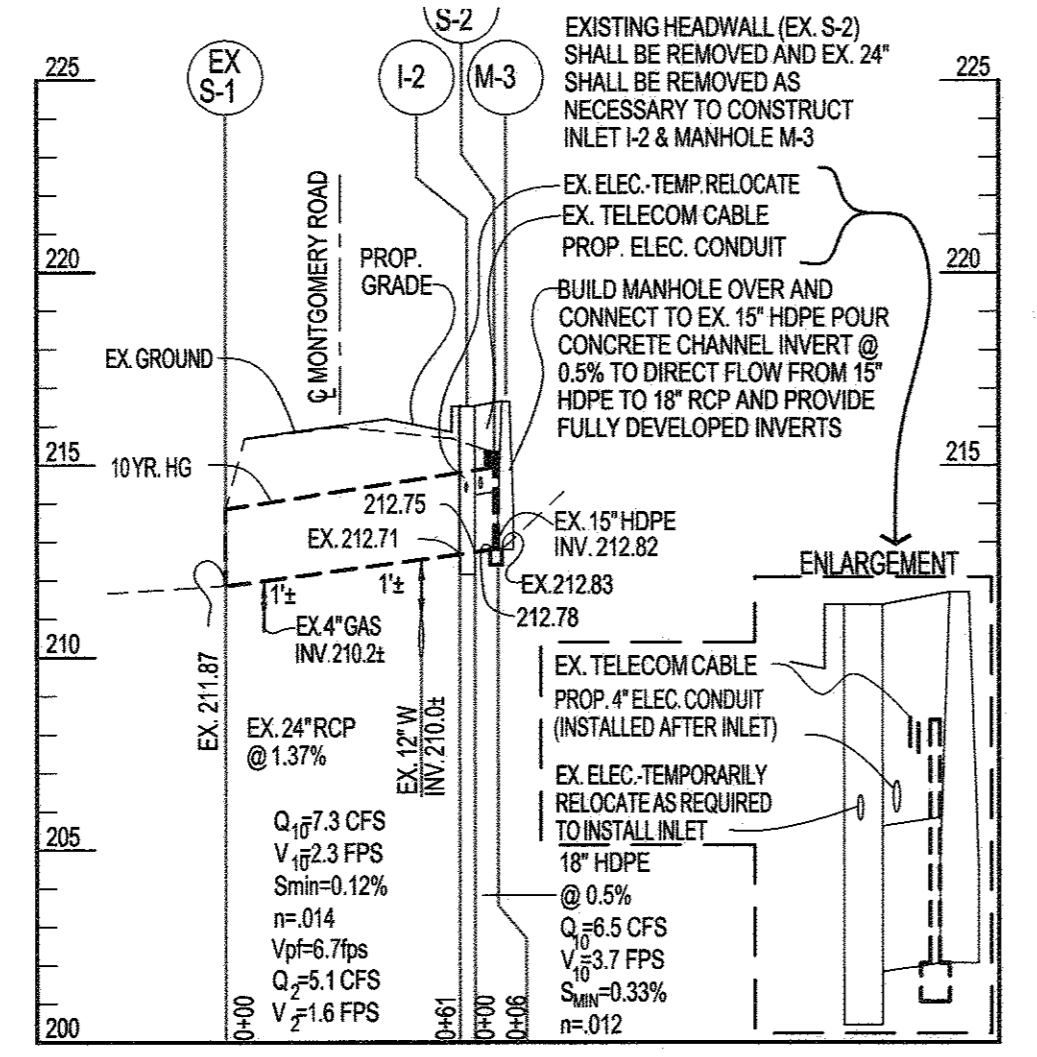 S-2
EX
S-1
I-2
M-3
EXISTING HEADWALL (EX. S-2)
SHALL BE REMOVED AND EX. 24"
SHALL BE REMOVED AS
NECESSARY TO CONSTRUCT
INLET I-2 & MANHOLE M-3
225
225
EX. ELEC.-TEMP. RELOCATE
EX. TELECOM CABLE
PROP. ELEC. CONDUIT
℄ MONTGOMERY ROAD
PROP.
GRADE
220
220
BUILD MANHOLE OVER AND
CONNECT TO EX. 15" HDPE POUR
CONCRETE CHANNEL INVERT @
0.5% TO DIRECT FLOW FROM 15"
HDPE TO 18" RCP AND PROVIDE
FULLY DEVELOPED INVERTS
EX. GROUND
215
215
10 YR. HG
212.75
EX. 212.71
EX. 15" HDPE
INV. 212.82
EX.212.83
212.78
1'±
1'±
EX.4"GAS
INV.210.2±
EX. 12" W
INV.210.0±
210
EX. 211.87
EX. 24"RCP
@ 1.37%
ENLARGEMENT
EX. TELECOM CABLE
PROP. 4" ELEC. CONDUIT
(INSTALLED AFTER INLET)
EX. ELEC.-TEMPORARILY
RELOCATE AS REQUIRED
TO INSTALL INLET
205
Q10=7.3 CFS
V10=2.3 FPS
Smin=0.12%
n=.014
Vpf=6.7fps
Q2=5.1 CFS
V2=1.6 FPS
18" HDPE
@ 0.5%
Q10=6.5 CFS
V10=3.7 FPS
SMIN=0.33%
n=.012
200
0+00
0+61
0+00
0+06